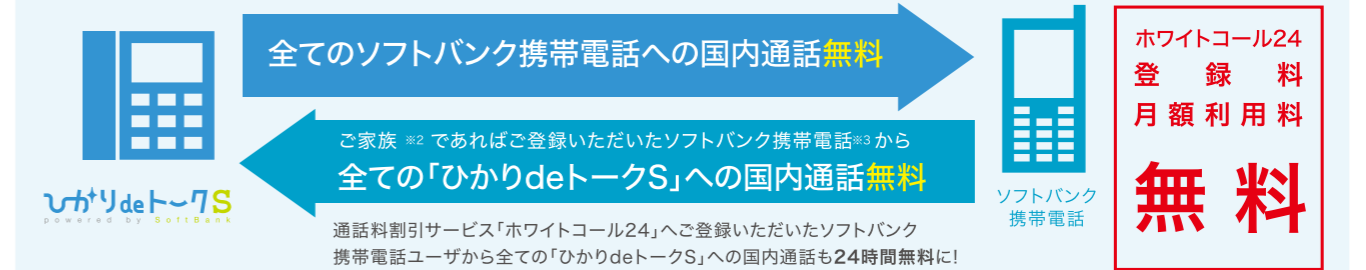 全てのソフトバンク携帯電話への国内通話無料
ご家族 ※2 であればご登録いただいたソフトバンク携帯電話※3 から
全ての「ひかりdeトークS」への国内通話無料
ひかりdeトークS
powered by SoftBank
通話料割引サービス「ホワイトコール24」へご登録いただいたソフトバンク
携帯電話ユーザから全ての「ひかりdeトークS」への国内通話も24時間無料に!
ソフトバンク
携帯電話
ホワイトコール24
登録料
月額利用料
無料